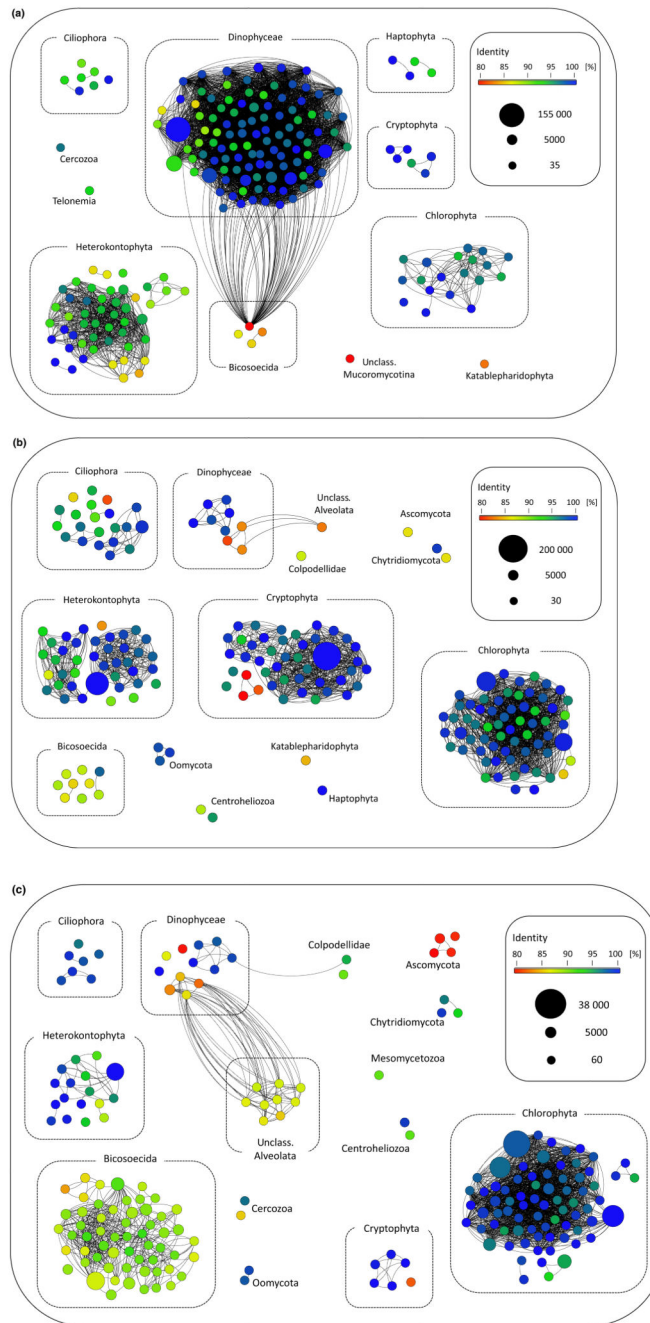 (a)
Ciliophora
Dinophyceae
Haptophyta
Identity
80 85 90 95 100 [%]
155 000
5000
35
Cryptophyta
Cercozoa
Telonemia
Chlorophyta
Heterokontophyta
Bicosoecida
Unclass.
Mucoromycotina
Katablepharidophyta
(b)
Ciliophora
Dinophyceae
Unclass.
Alveolata
Colpodellidae
Ascomycota
Chytridiomycota
Identity
80 85 90 95 100 [%]
200 000
5000
30
Heterokontophyta
Cryptophyta
Chlorophyta
Bicosoecida
Oomycota
Katablepharidophyta
Centroheliozoa
Haptophyta
(c)
Ciliophora
Dinophyceae
Colpodellidae
Ascomycota
Identity
80 85 90 95 100 [%]
38 000
5000
60
Chytridiomycota
Heterokontophyta
Mesomycetozoa
Unclass.
Alveolata
Centroheliozoa
Chlorophyta
Bicosoecida
Cercozoa
Oomycota
Cryptophyta